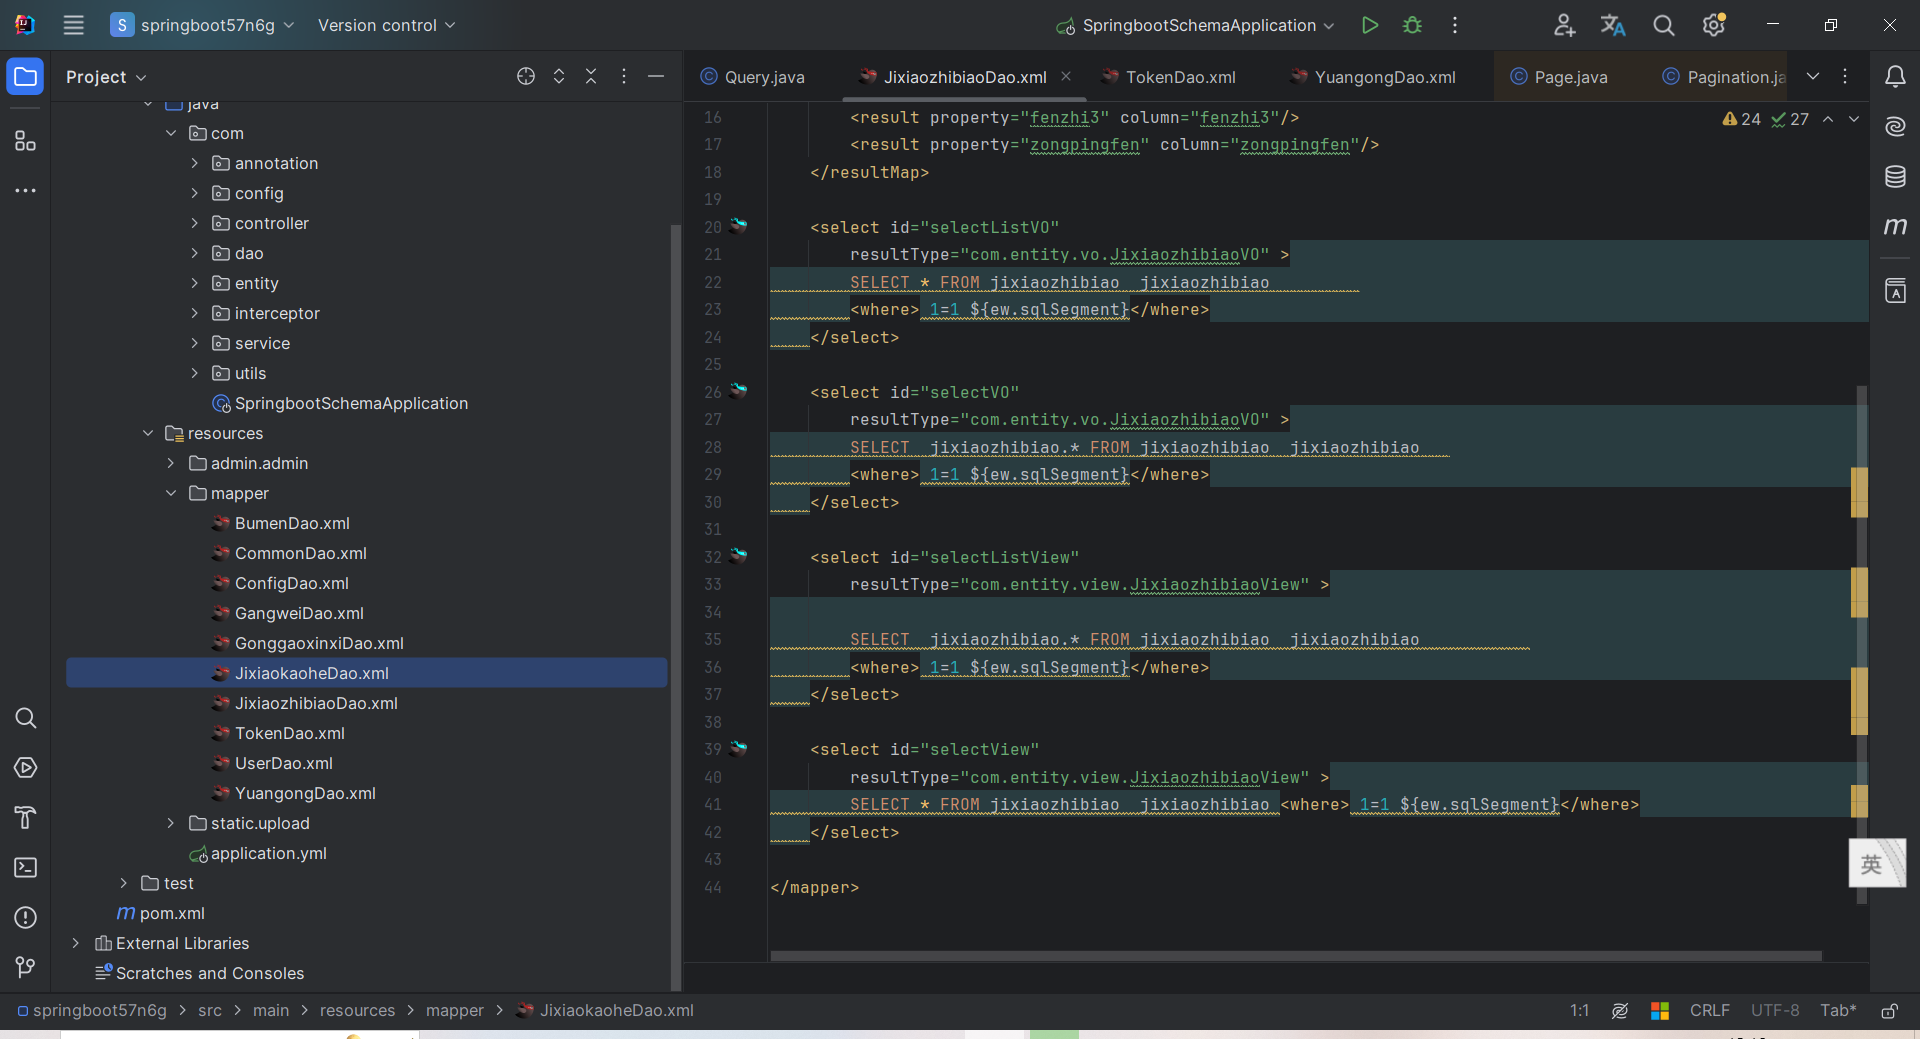 S springboot57n6g Version control SpringbootSchemaApplication
Project
java
com
annotation
config
controller
dao
entity
interceptor
service
utils
SpringbootSchemaApplication
resources
admin.admin
mapper
BumenDao.xml
CommonDao.xml
ConfigDao.xml
GangweiDao.xml
GonggaoxinxiDao.xml
JixiaokaoheDao.xml
JixiaozhibiaoDao.xml
TokenDao.xml
UserDao.xml
YuangongDao.xml
static.upload
application.yml
test
m pom.xml
External Libraries
Scratches and Consoles
Query.java JixiaozhibiaoDao.xml TokenDao.xml YuangongDao.xml Page.java Pagination.ja
24 27
16 <result property="fenzhi3" column="fenzhi3"/>
17 <result property="zongpingfen" column="zongpingfen"/>
18 </resultMap>
19
20 <select id="selectListVO"
21 resultType="com.entity.vo.JixiaozhibiaoVO" >
22 SELECT * FROM jixiaozhibiao  jixiaozhibiao
23 <where> 1=1 ${ew.sqlSegment}</where>
24 </select>
25
26 <select id="selectVO"
27 resultType="com.entity.vo.JixiaozhibiaoVO" >
28 SELECT  jixiaozhibiao.* FROM jixiaozhibiao  jixiaozhibiao
29 <where> 1=1 ${ew.sqlSegment}</where>
30 </select>
31
32 <select id="selectListView"
33 resultType="com.entity.view.JixiaozhibiaoView" >
34
35 SELECT  jixiaozhibiao.* FROM jixiaozhibiao  jixiaozhibiao
36 <where> 1=1 ${ew.sqlSegment}</where>
37 </select>
38
39 <select id="selectView"
40 resultType="com.entity.view.JixiaozhibiaoView" >
41 SELECT * FROM jixiaozhibiao  jixiaozhibiao <where> 1=1 ${ew.sqlSegment}</where>
42 </select>
43
44 </mapper>
m
英
springboot57n6g > src > main > resources > mapper > JixiaokaoheDao.xml
1:1 CRLF UTF-8 Tab*